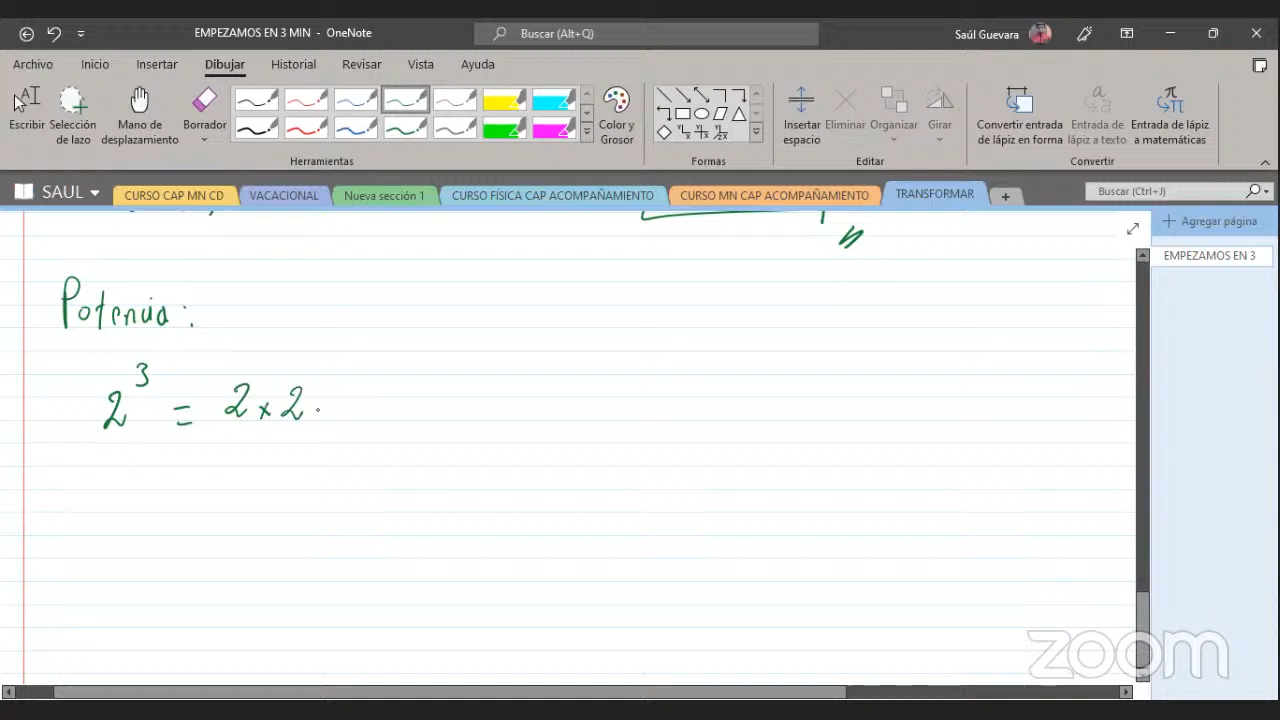 EMPEZAMOS EN 3 MIN - OneNote
Buscar (Alt+Q)
Saúl Guevara
Archivo Inicio Insertar Dibujar Historial Revisar Vista Ayuda
Escribir
Selección de lazo
Mano de desplazamiento
Borrador
Color y Grosor
Insertar espacio
Eliminar
Organizar
Girar
Convertir entrada de lápiz en forma
Entrada de lápiz a texto
Entrada de lápiz a matemáticas
Herramientas Formas Editar Convertir
SAUL CURSO CAP MN CD VACACIONAL Nueva sección 1 CURSO FÍSICA CAP ACOMPAÑAMIENTO CURSO MN CAP ACOMPAÑAMIENTO TRANSFORMAR + Buscar (Ctrl+J)
Agregar página
EMPEZAMOS EN 3
Potencia:
2³ = 2 × 2
zoom